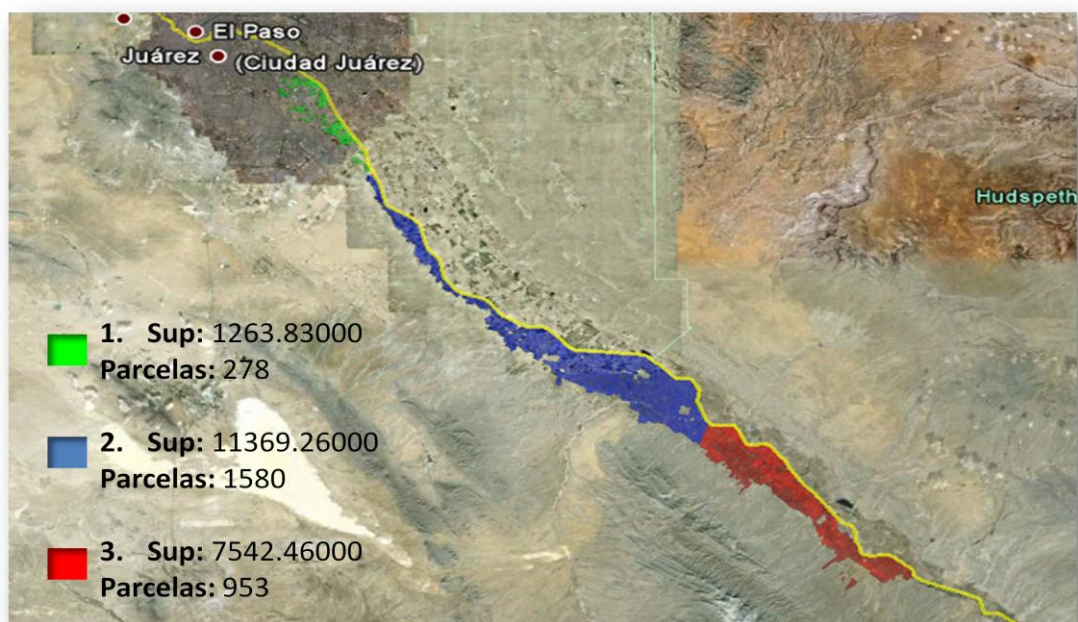 El Paso
Juárez (Ciudad Juárez)
Hudspeth
1. Sup: 1263.83000
Parcelas: 278
2. Sup: 11369.26000
Parcelas: 1580
3. Sup: 7542.46000
Parcelas: 953